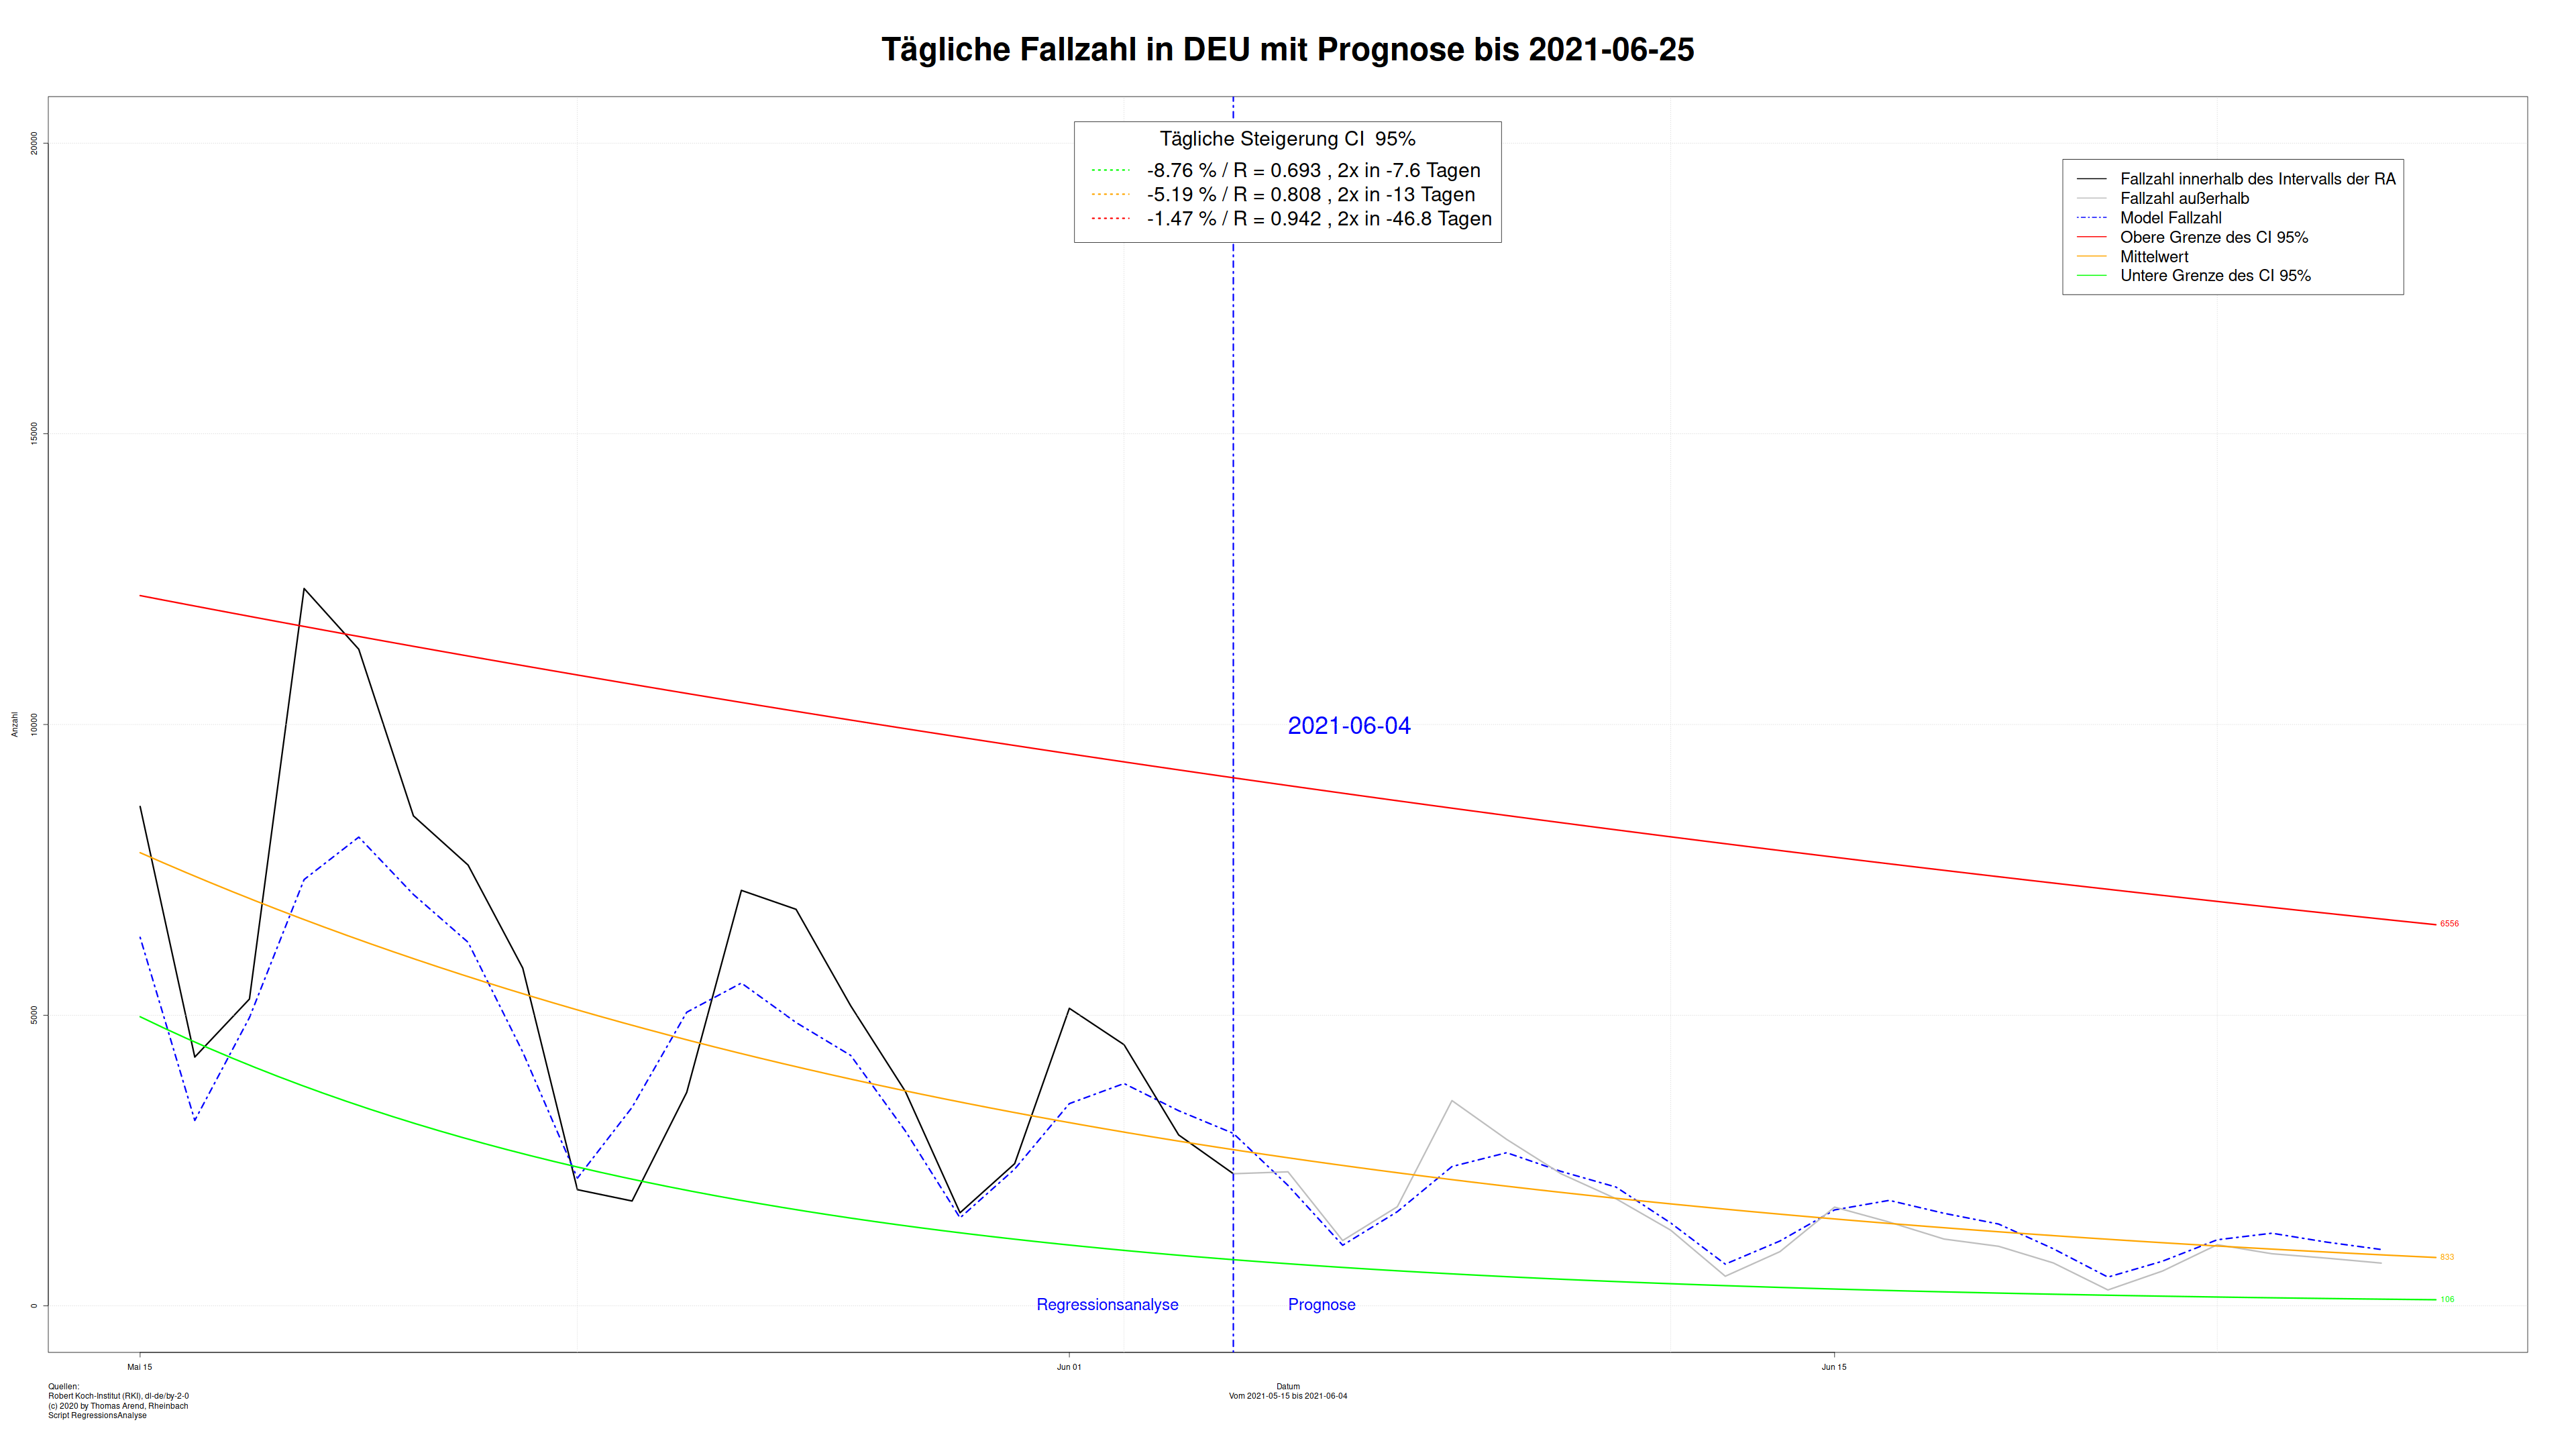 Tägliche Fallzahl in DEU mit Prognose bis 2021-06-25
Tägliche Steigerung CI  95%
-8.76 % / R = 0.693 , 2x in -7.6 Tagen
-5.19 % / R = 0.808 , 2x in -13 Tagen
-1.47 % / R = 0.942 , 2x in -46.8 Tagen
Fallzahl innerhalb des Intervalls der RA
Fallzahl außerhalb
Model Fallzahl
Obere Grenze des CI 95%
Mittelwert
Untere Grenze des CI 95%
20000
15000
10000
5000
0
Anzahl
2021-06-04
6556
833
106
Regressionsanalyse
Prognose
Mai 15
Jun 01
Jun 15
Datum
Vom 2021-05-15 bis 2021-06-04
Quellen:
Robert Koch-Institut (RKI), dl-de/by-2-0
(c) 2020 by Thomas Arend, Rheinbach
Script RegressionsAnalyse